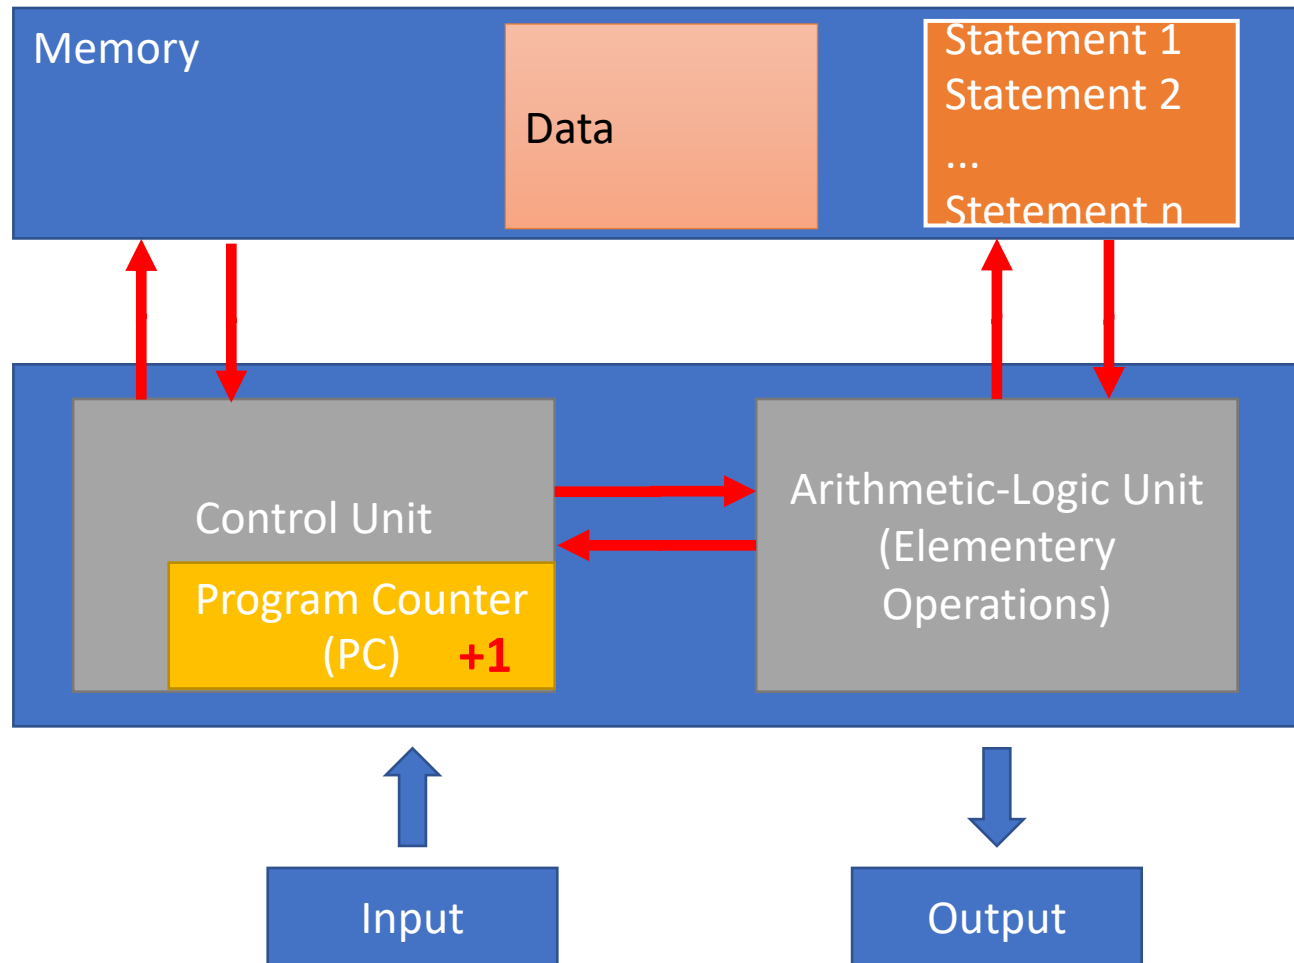 Memory
Data
Statement 1
Statement 2
...
Stetement n
Control Unit
Program Counter
(PC) +1
Arithmetic-Logic Unit
(Elementery
Operations)
Input
Output